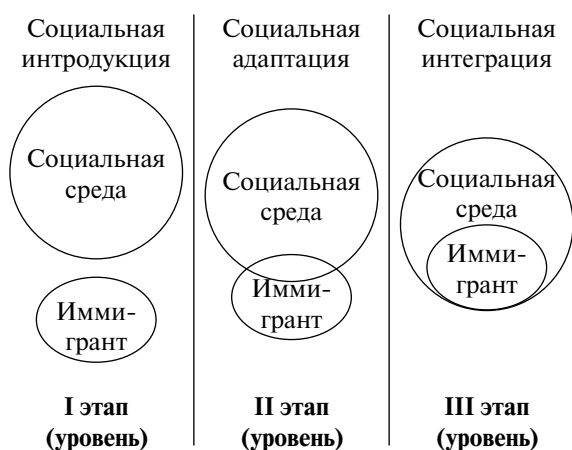 Социальная
интродукция
Социальная
среда
Имми-
грант
I этап
(уровень)
Социальная
адаптация
Социальная
среда
Имми-
грант
II этап
(уровень)
Социальная
интеграция
Социальная
среда
Имми-
грант
III этап
(уровень)